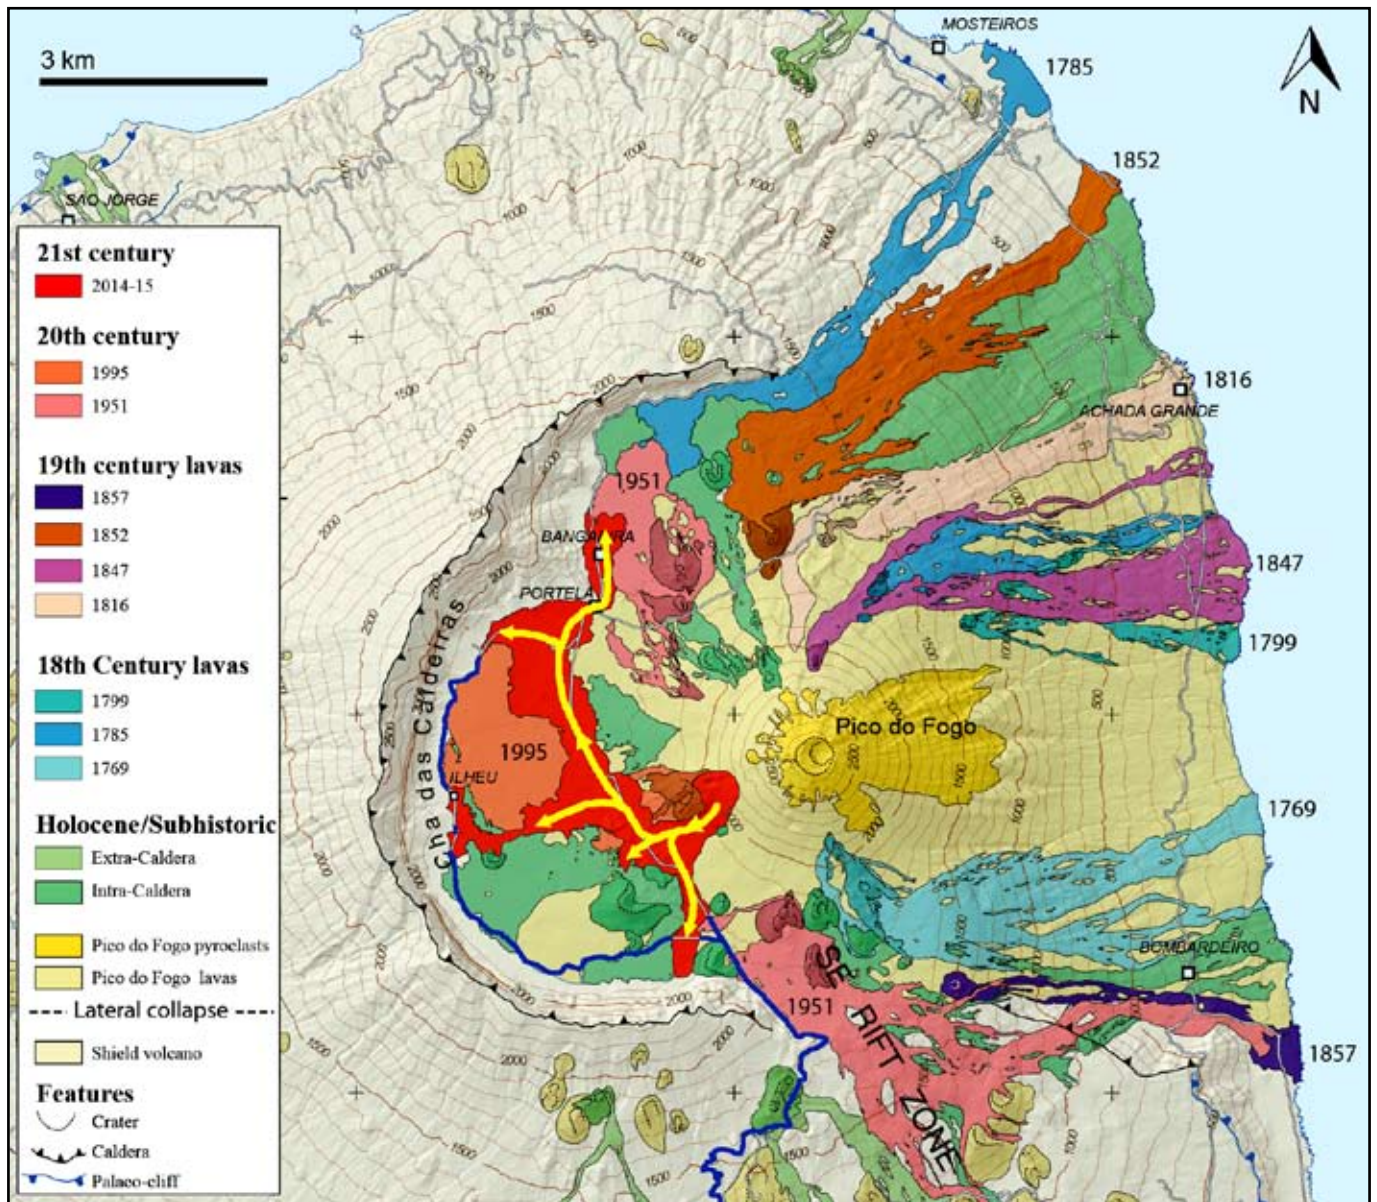 3 km
MOSTEIROS
1785
N
1852
SAO JORGE
21st century
2014-15
20th century
1995
1951
19th century lavas
1857
1852
1847
1816
18th Century lavas
1799
1785
1769
Holocene/Subhistoric
Extra-Caldera
Intra-Caldera
Pico do Fogo pyroclasts
Pico do Fogo lavas
Lateral collapse
Shield volcano
Features
Crater
Caldera
Palaeo-cliff
1816
ACHADA GRANDE
1951
BANGAEIRA
PORTELA
1847
1799
Cha das Caldeiras
Pico do Fogo
1995
ILHEU
1769
BOMBARDEIRO
SE RIFT ZONE
1951
1857